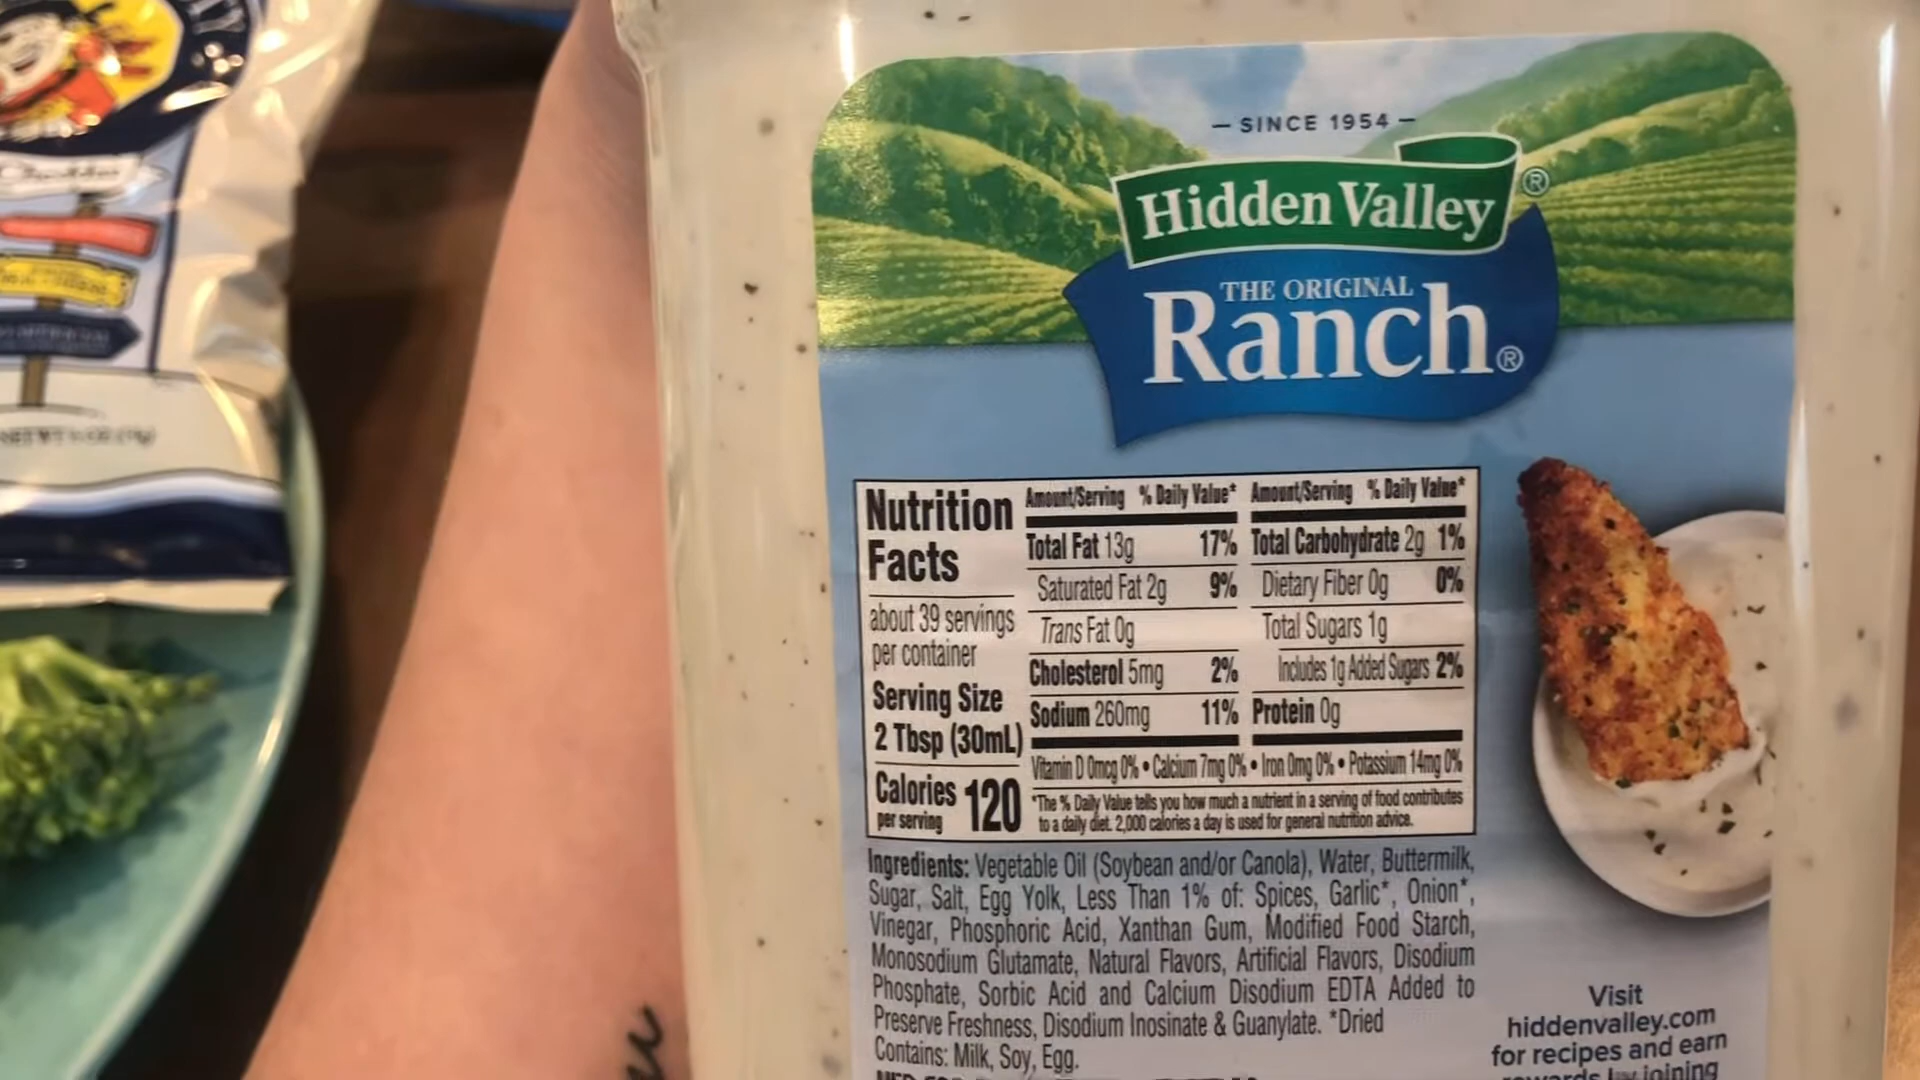 — SINCE 1954 —
Hidden Valley®
THE ORIGINAL
Ranch®
Nutrition
Facts
about 39 servings
per container
Serving Size
2 Tbsp (30mL)
Calories
per serving
120
Amount/Serving % Daily Value*
Total Fat 13g 17%
Saturated Fat 2g 9%
Trans Fat 0g
Cholesterol 5mg 2%
Sodium 260mg 11%
Amount/Serving % Daily Value*
Total Carbohydrate 2g 1%
Dietary Fiber 0g 0%
Total Sugars 1g
Includes 1g Added Sugars 2%
Protein 0g
Vitamin D 0mcg 0% • Calcium 7mg 0% • Iron 0mg 0% • Potassium 14mg 0%
*The % Daily Value tells you how much a nutrient in a serving of food contributes
to a daily diet. 2,000 calories a day is used for general nutrition advice.
Ingredients: Vegetable Oil (Soybean and/or Canola), Water, Buttermilk,
Sugar, Salt, Egg Yolk, Less Than 1% of: Spices, Garlic*, Onion*,
Vinegar, Phosphoric Acid, Xanthan Gum, Modified Food Starch,
Monosodium Glutamate, Natural Flavors, Artificial Flavors, Disodium
Phosphate, Sorbic Acid and Calcium Disodium EDTA Added to
Preserve Freshness, Disodium Inosinate & Guanylate. *Dried
Contains: Milk, Soy, Egg.
Visit
hiddenvalley.com
for recipes and earn
rewards by joining
Cheddar